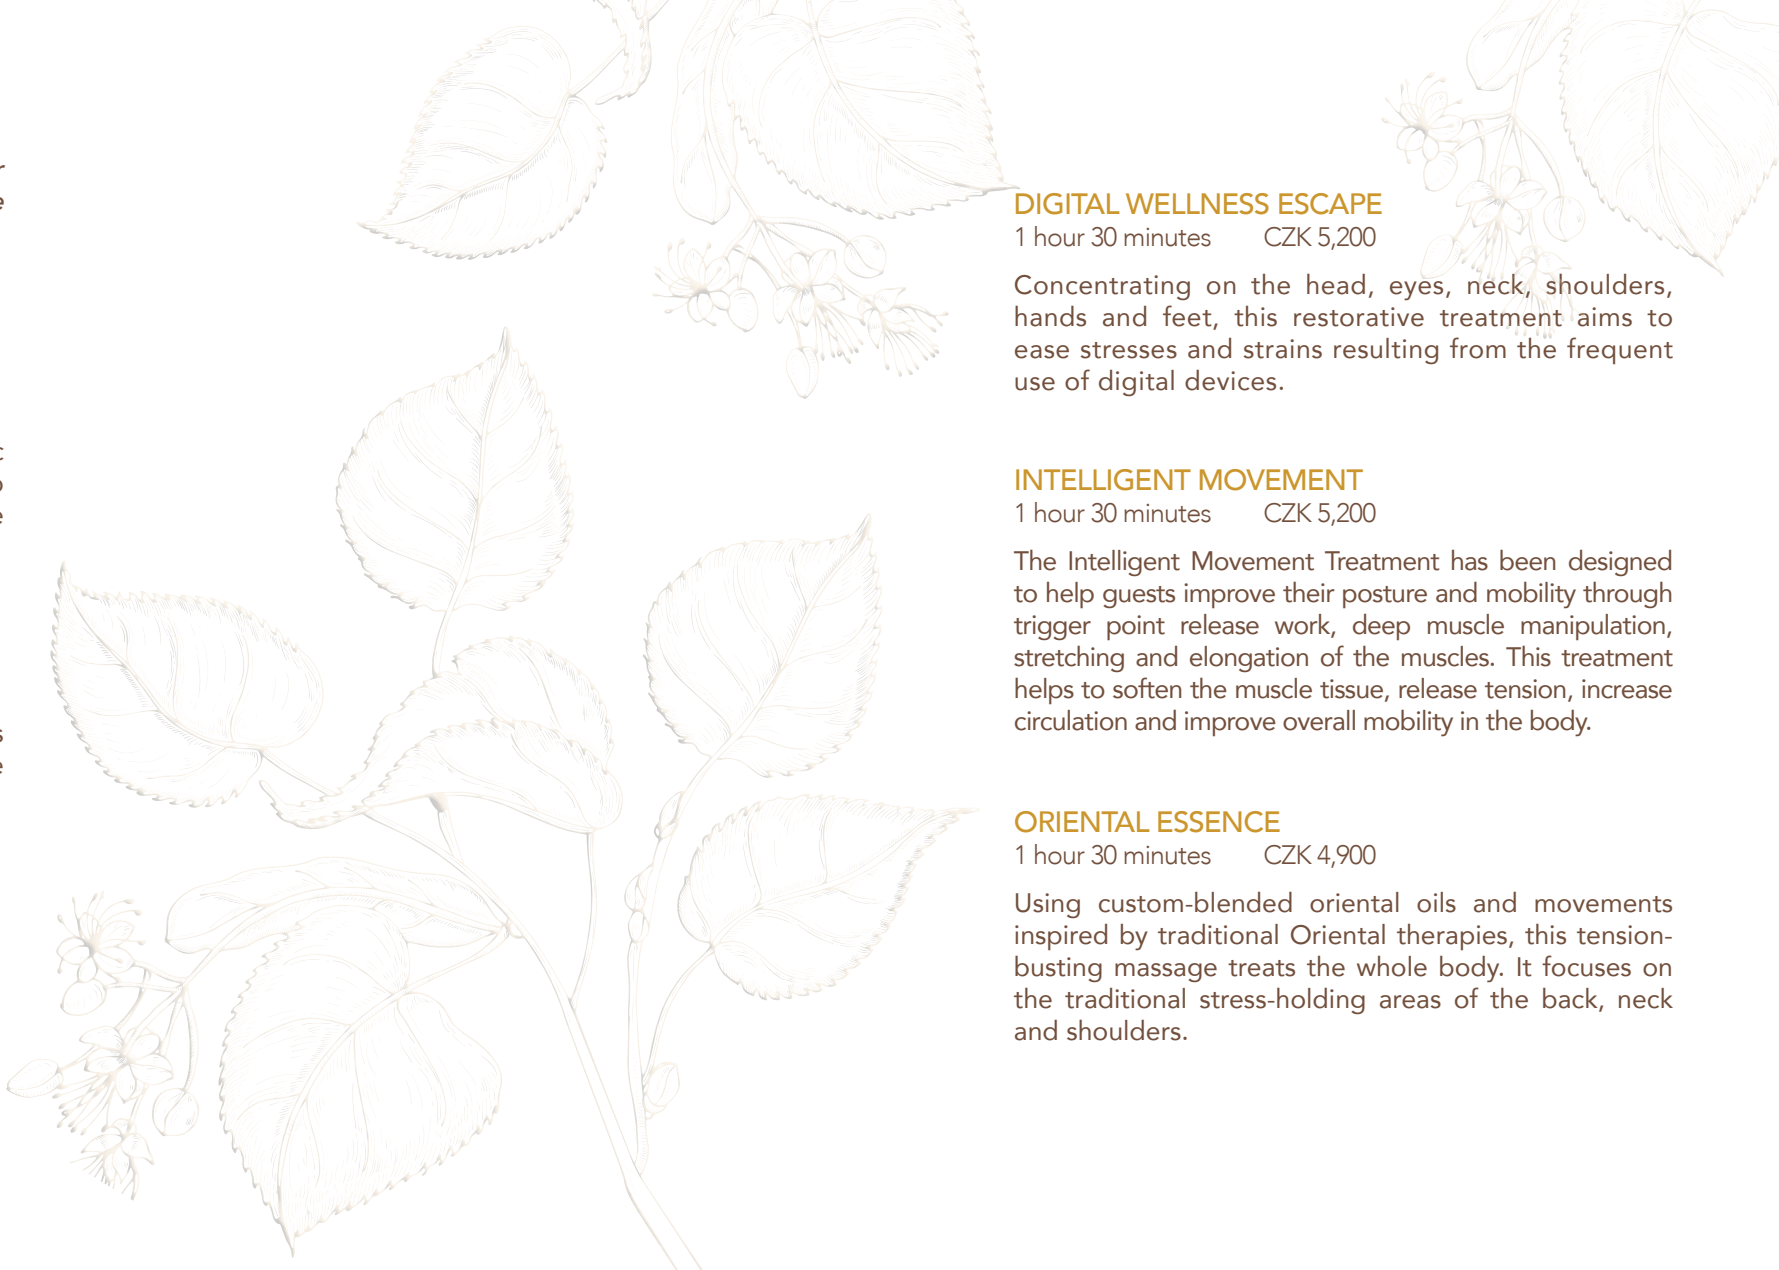 DIGITAL WELLNESS ESCAPE
1 hour 30 minutes CZK 5,200
Concentrating on the head, eyes, neck, shoulders,
hands and feet, this restorative treatment aims to
ease stresses and strains resulting from the frequent
use of digital devices.
INTELLIGENT MOVEMENT
1 hour 30 minutes CZK 5,200
The Intelligent Movement Treatment has been designed
to help guests improve their posture and mobility through
trigger point release work, deep muscle manipulation,
stretching and elongation of the muscles. This treatment
helps to soften the muscle tissue, release tension, increase
circulation and improve overall mobility in the body.
ORIENTAL ESSENCE
1 hour 30 minutes CZK 4,900
Using custom-blended oriental oils and movements
inspired by traditional Oriental therapies, this tension-
busting massage treats the whole body. It focuses on
the traditional stress-holding areas of the back, neck
and shoulders.